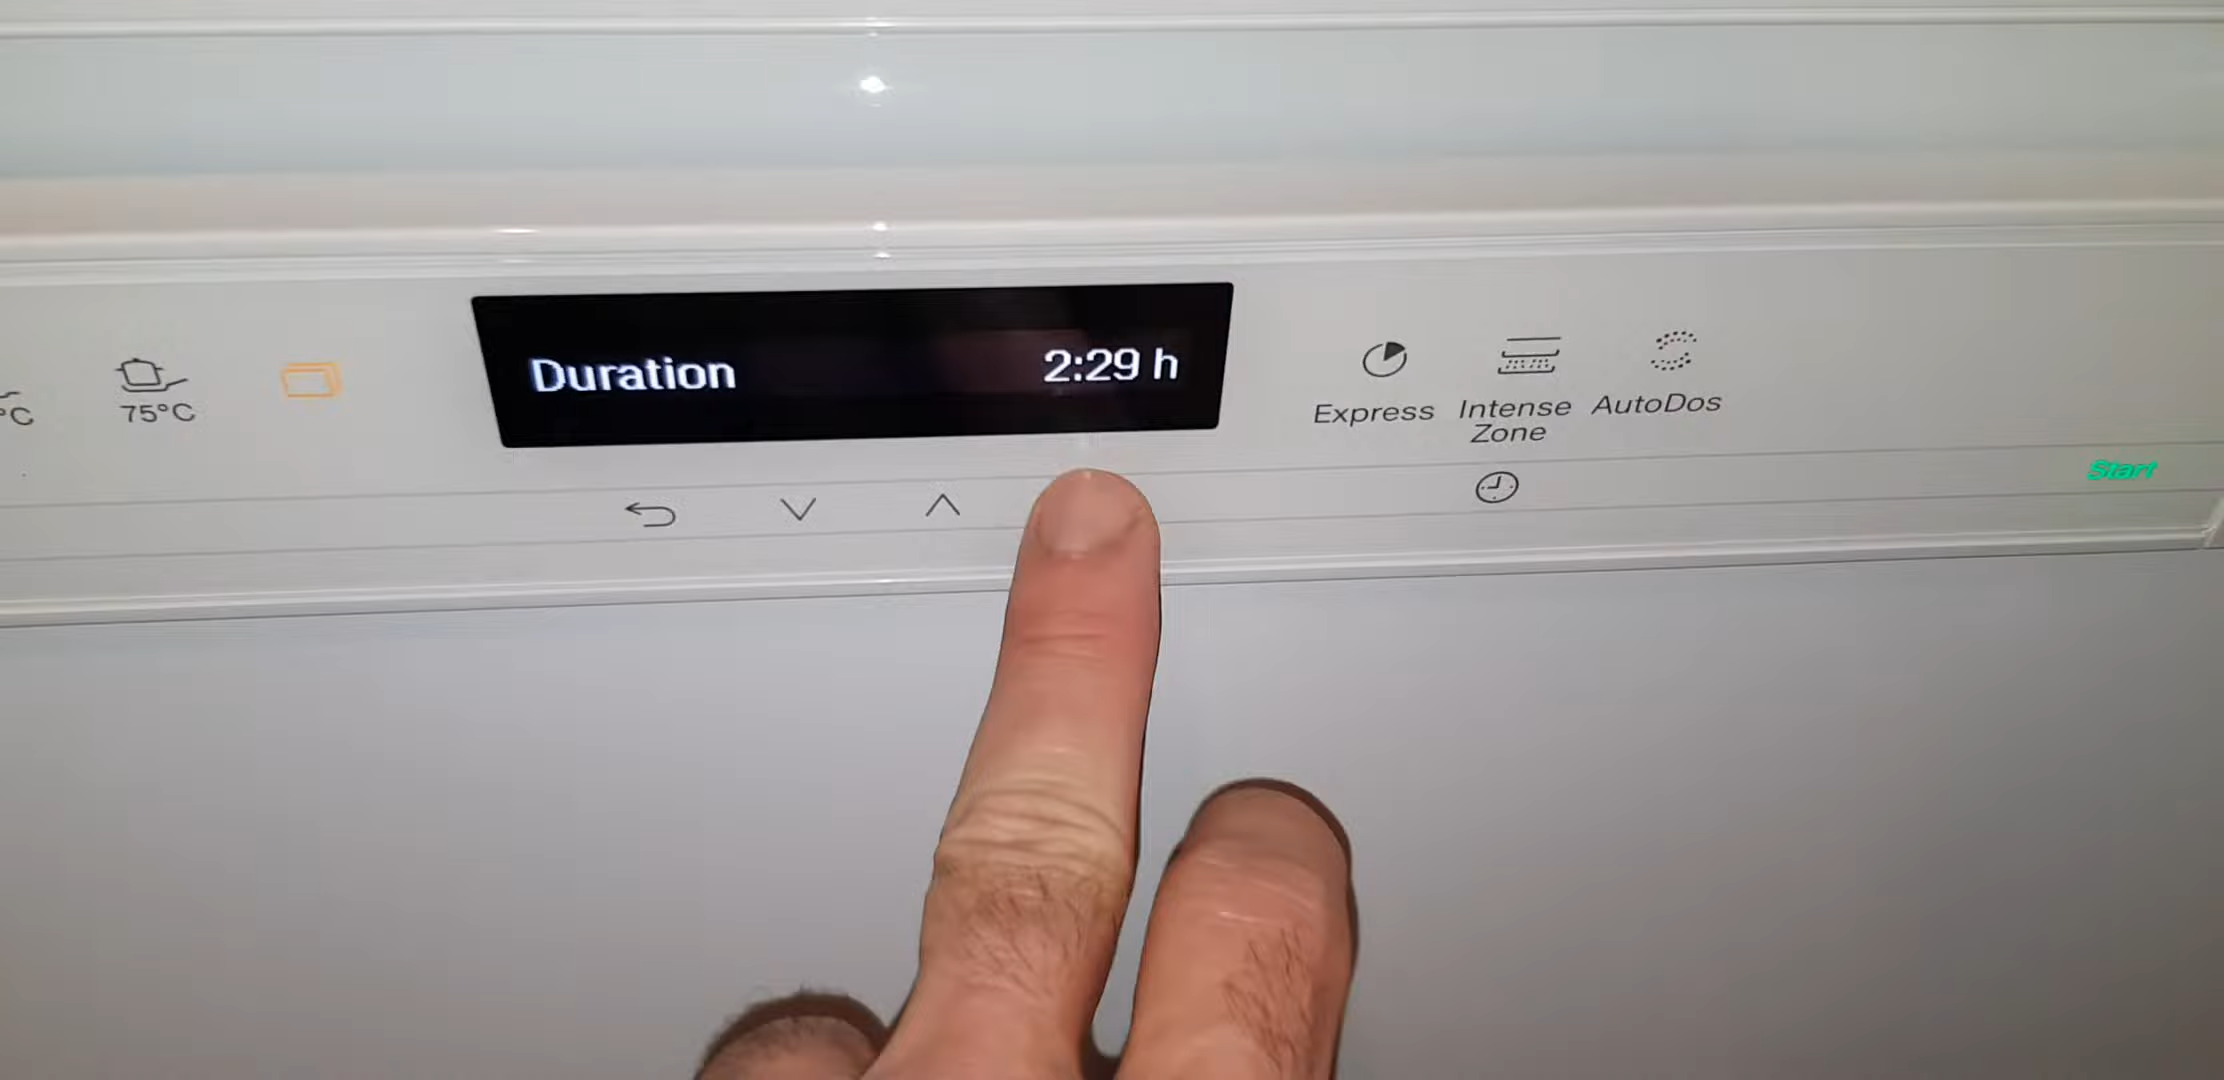 °C
75°C
Duration 2:29 h
Express
Intense
Zone
AutoDos
Start